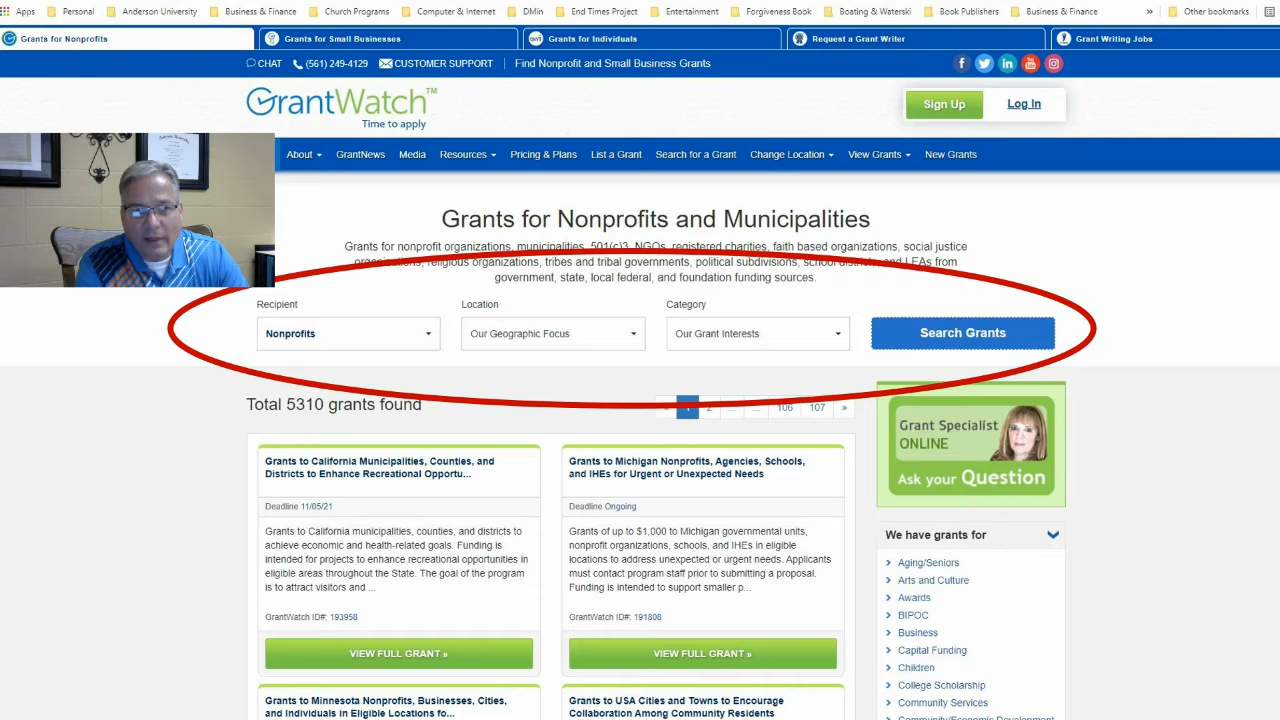 Apps Personal Anderson University Business & Finance Church Programs Computer & Internet DMin End Times Project Entertainment Forgiveness Book Boating & Waterski Book Publishers Business & Finance » Other bookmarks
Grants for Nonprofits Grants for Small Businesses Grants for Individuals Request a Grant Writer Grant Writing Jobs
CHAT (561) 249-4129 CUSTOMER SUPPORT Find Nonprofit and Small Business Grants
GrantWatch™
Time to apply
Sign Up Log In
About GrantNews Media Resources Pricing & Plans List a Grant Search for a Grant Change Location View Grants New Grants
Grants for Nonprofits and Municipalities
Grants for nonprofit organizations, municipalities, 501(c)3, NGOs, registered charities, faith based organizations, social justice
organizations, religious organizations, tribes and tribal governments, political subdivisions, school districts, and LEAs from
government, state, local federal, and foundation funding sources.
Recipient Location Category
Nonprofits Our Geographic Focus Our Grant Interests Search Grants
Total 5310 grants found
« 1 2 ... ... 106 107 »
Grant Specialist
ONLINE
Ask your Question
Grants to California Municipalities, Counties, and
Districts to Enhance Recreational Opportu...
Deadline 11/05/21
Grants to California municipalities, counties, and districts to
achieve economic and health-related goals. Funding is
intended for projects to enhance recreational opportunities in
eligible areas throughout the State. The goal of the program
is to attract visitors and ...
GrantWatch ID#: 193958
VIEW FULL GRANT »
Grants to Michigan Nonprofits, Agencies, Schools,
and IHEs for Urgent or Unexpected Needs
Deadline Ongoing
Grants of up to $1,000 to Michigan governmental units,
nonprofit organizations, schools, and IHEs in eligible
locations to address unexpected or urgent needs. Applicants
must contact program staff prior to submitting a proposal.
Funding is intended to support smaller p...
GrantWatch ID#: 191808
VIEW FULL GRANT »
Grants to Minnesota Nonprofits, Businesses, Cities,
and Individuals in Eligible Locations fo...
Grants to USA Cities and Towns to Encourage
Collaboration Among Community Residents
We have grants for
Aging/Seniors
Arts and Culture
Awards
BIPOC
Business
Capital Funding
Children
College Scholarship
Community Services
Community/Economic Development